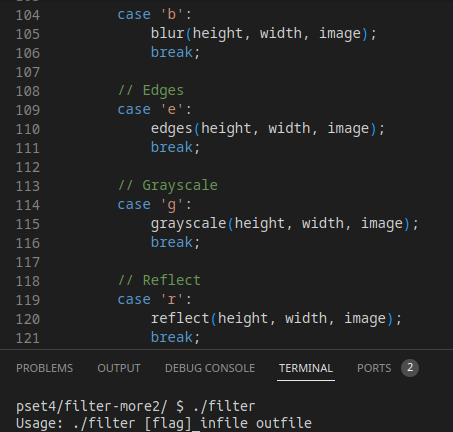 104 case 'b':
105 blur(height, width, image);
106 break;
107
108 // Edges
109 case 'e':
110 edges(height, width, image);
111 break;
112
113 // Grayscale
114 case 'g':
115 grayscale(height, width, image);
116 break;
117
118 // Reflect
119 case 'r':
120 reflect(height, width, image);
121 break;
PROBLEMS OUTPUT DEBUG CONSOLE TERMINAL PORTS 2
pset4/filter-more2/ $ ./filter
Usage: ./filter [flag] infile outfile